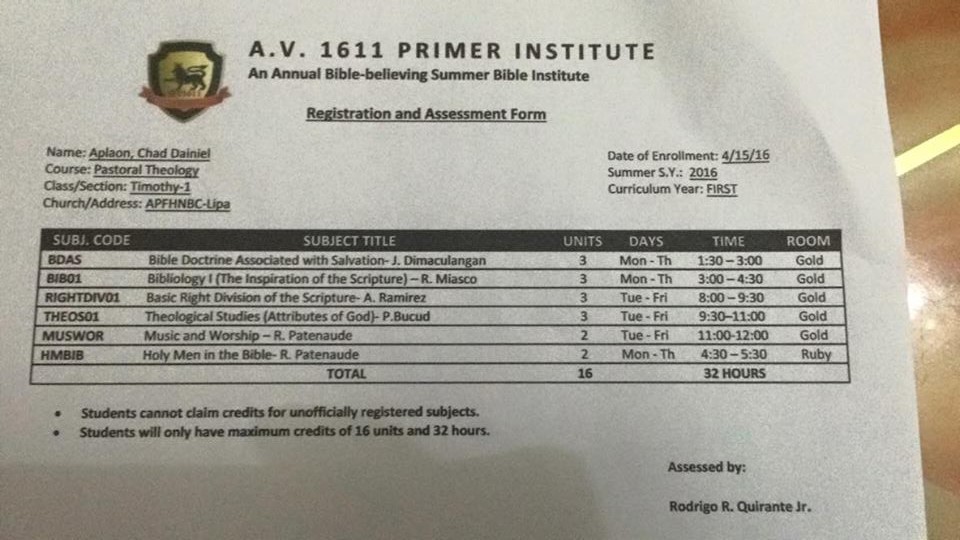 A.V. 1611 PRIMER INSTITUTE
An Annual Bible-believing Summer Bible Institute
Registration and Assessment Form
Name: Aplaon, Chad Dainiel
Course: Pastoral Theology
Class/Section: Timothy-1
Church/Address: APFHNBC-Lipa
Date of Enrollment: 4/15/16
Summer S.Y.: 2016
Curriculum Year: FIRST
SUBJ. CODE SUBJECT TITLE UNITS DAYS TIME ROOM
BDAS Bible Doctrine Associated with Salvation- J. Dimaculangan 3 Mon - Th 1:30 – 3:00 Gold
BIB01 Bibliology I (The Inspiration of the Scripture) – R. Miasco 3 Mon - Th 3:00 – 4:30 Gold
RIGHTDIV01 Basic Right Division of the Scripture- A. Ramirez 3 Tue - Fri 8:00 – 9:30 Gold
THEOS01 Theological Studies (Attributes of God)- P.Bucud 3 Tue - Fri 9:30–11:00 Gold
MUSWOR Music and Worship – R. Patenaude 2 Tue - Fri 11:00-12:00 Gold
HMBIB Holy Men in the Bible- R. Patenaude 2 Mon - Th 4:30 – 5:30 Ruby
TOTAL 16 32 HOURS
• Students cannot claim credits for unofficially registered subjects.
• Students will only have maximum credits of 16 units and 32 hours.
Assessed by:
Rodrigo R. Quirante Jr.